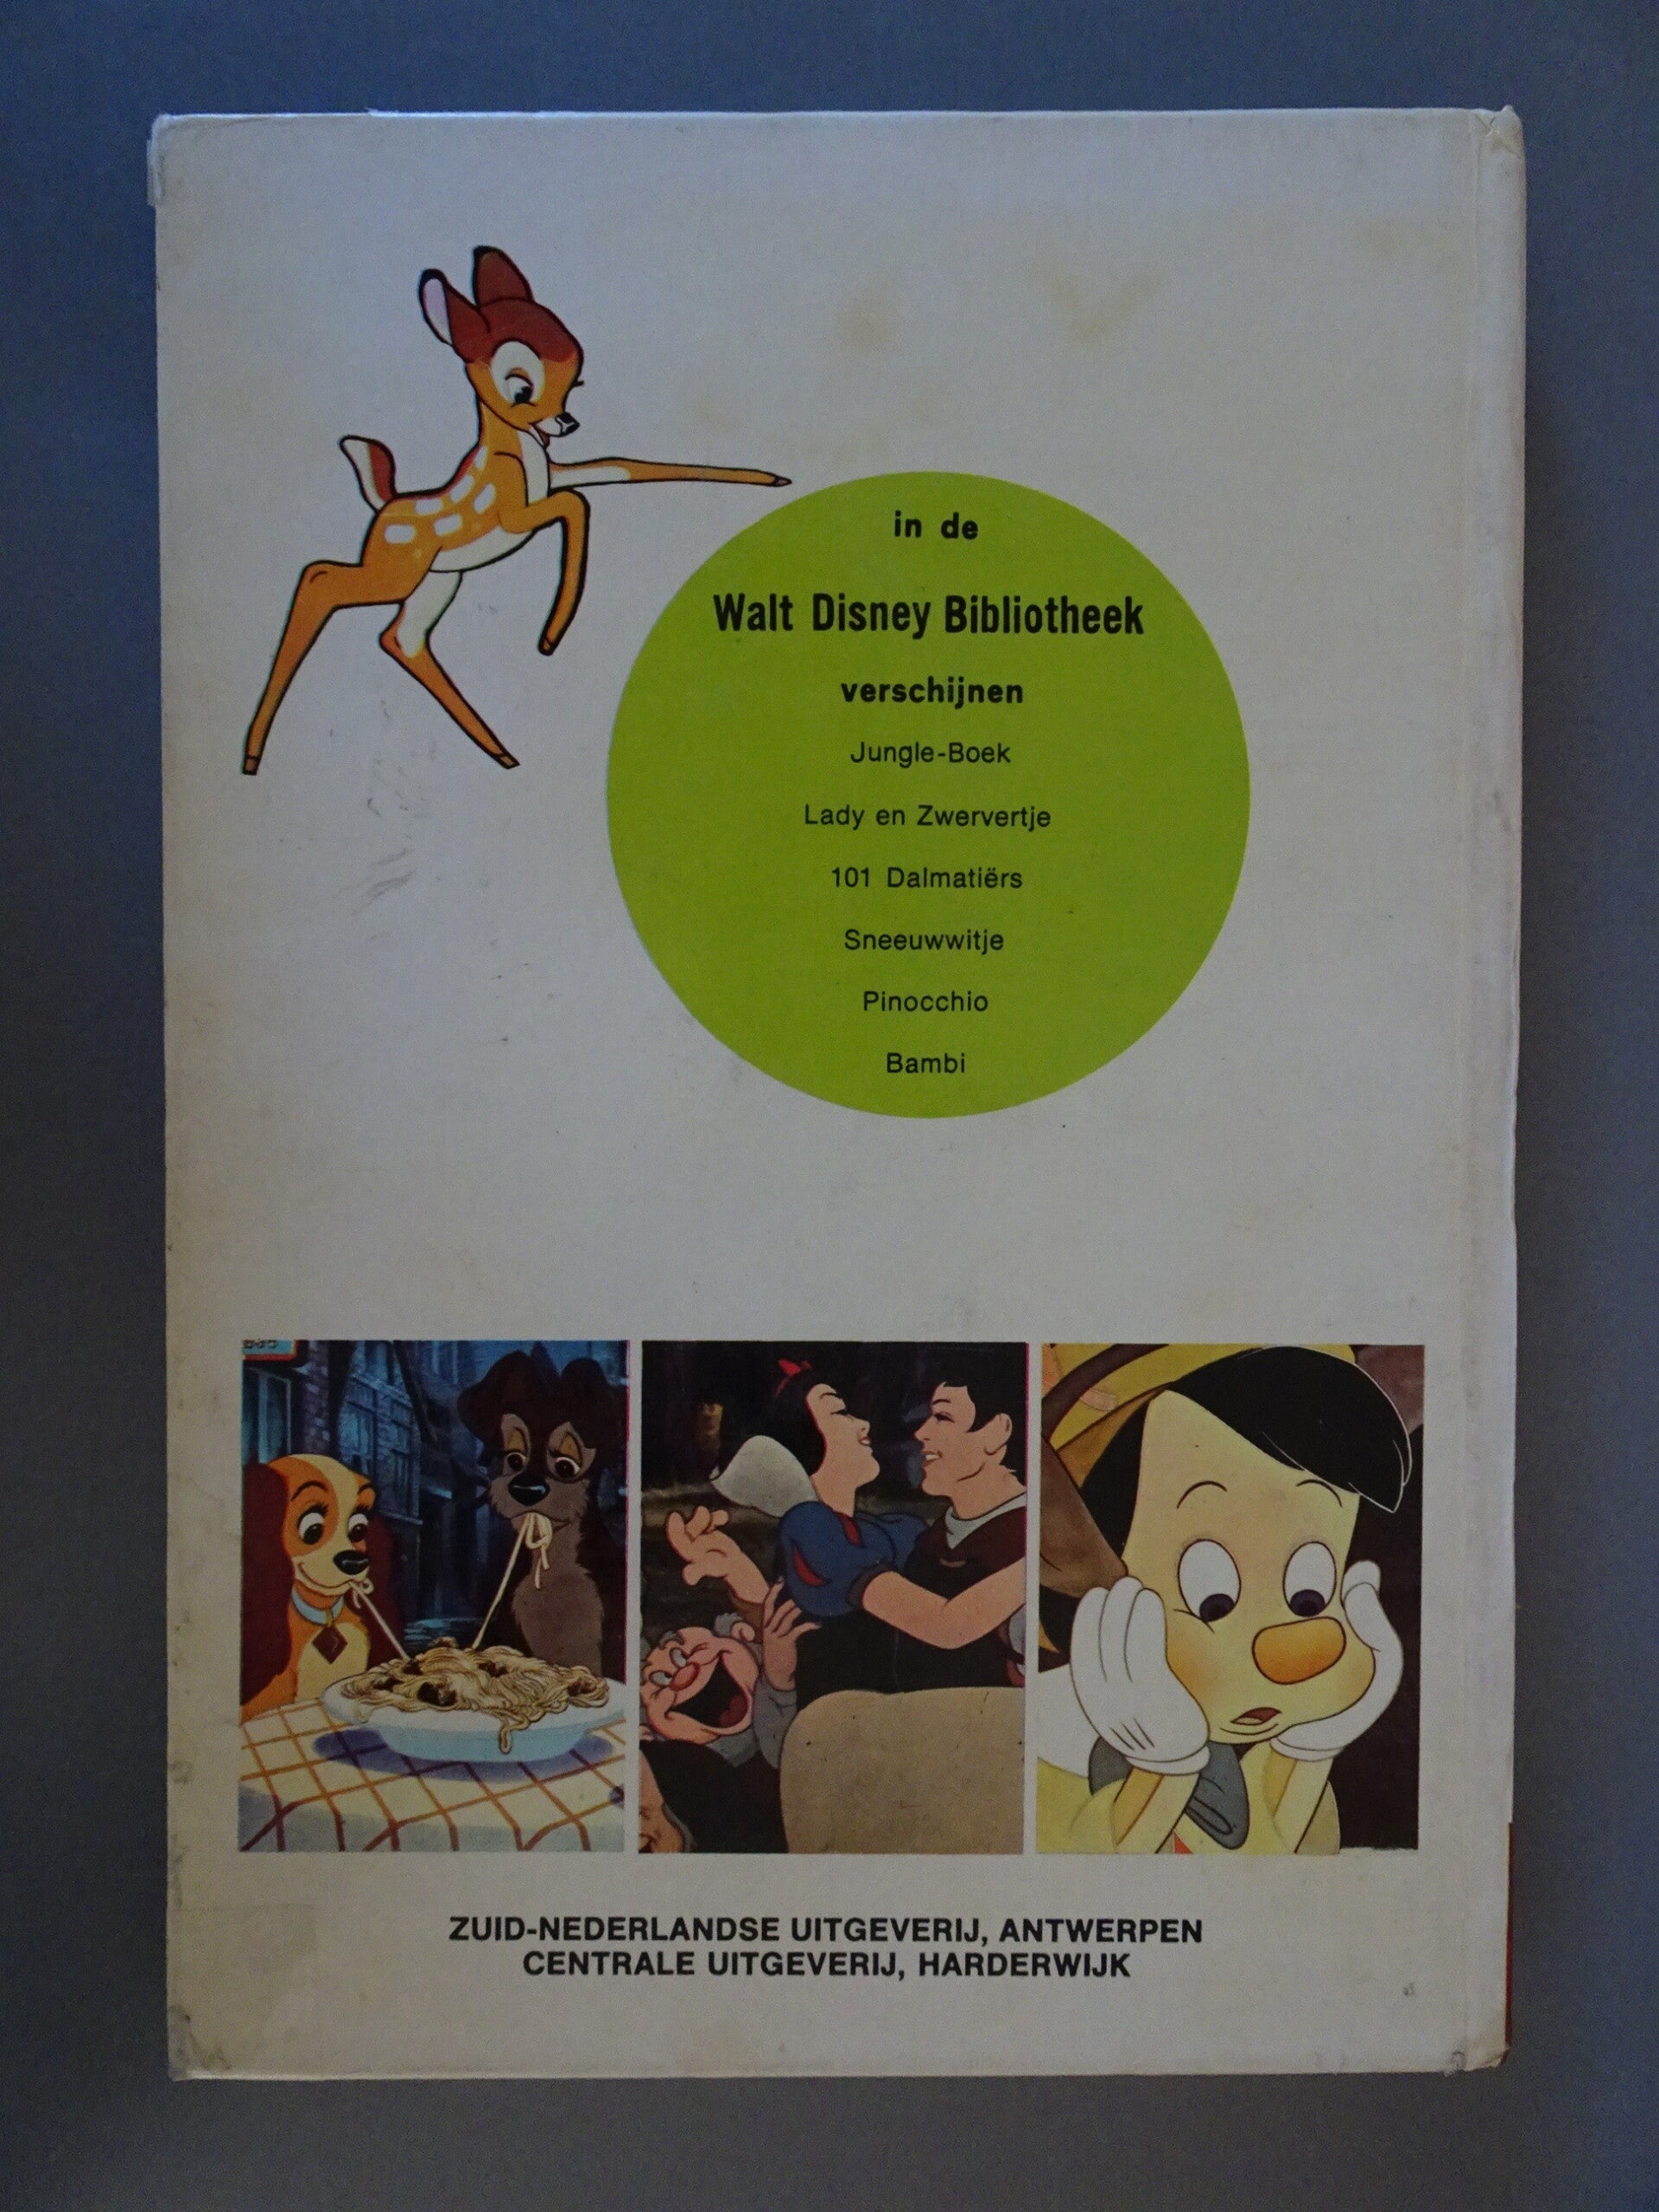 in de
Walt Disney Bibliotheek
verschijnen
Jungle-Boek
Lady en Zwervertje
101 Dalmatiërs
Sneeuwwitje
Pinocchio
Bambi
ZUID-NEDERLANDSE UITGEVERIJ, ANTWERPEN
CENTRALE UITGEVERIJ, HARDERWIJK